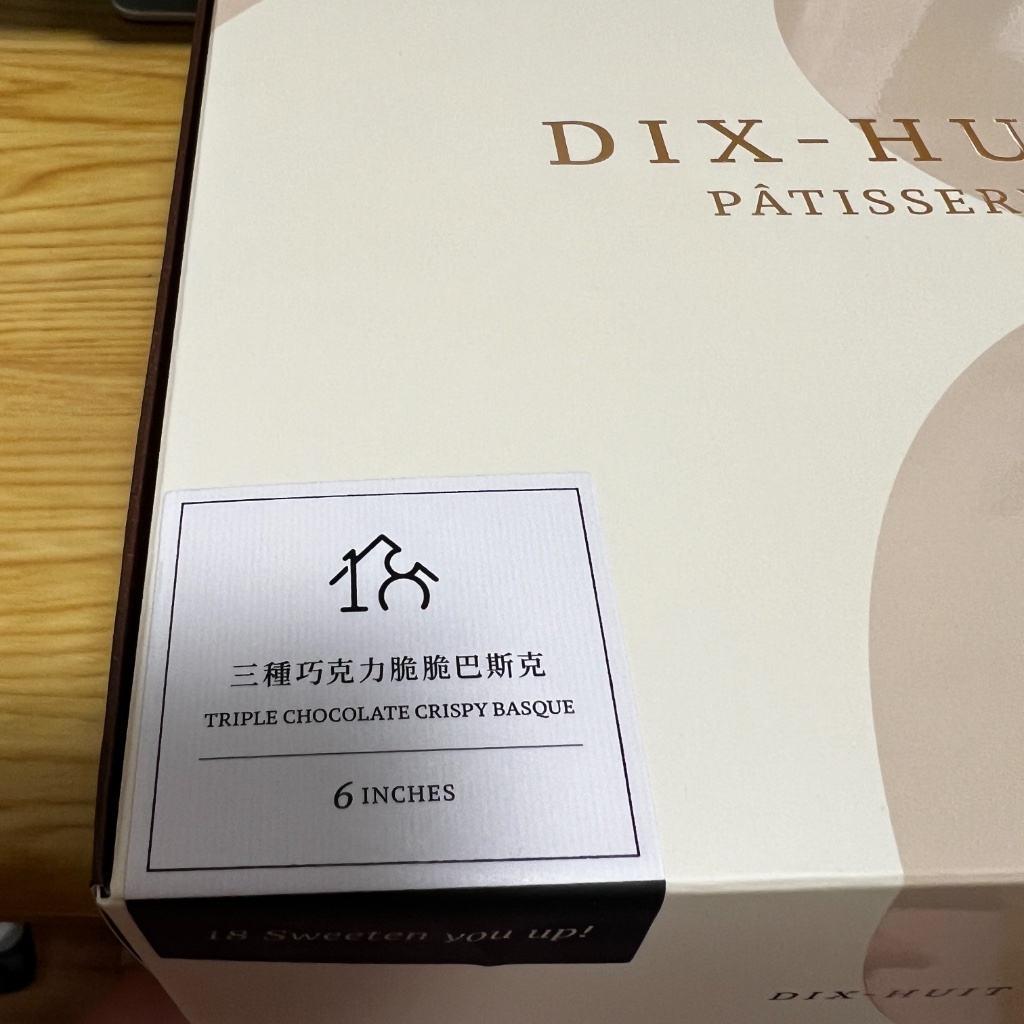 DIX-HU
PÂTISSER
18
三種巧克力脆脆巴斯克
TRIPLE CHOCOLATE CRISPY BASQUE
6 INCHES
18 Sweeten you up!
DIX-HUIT